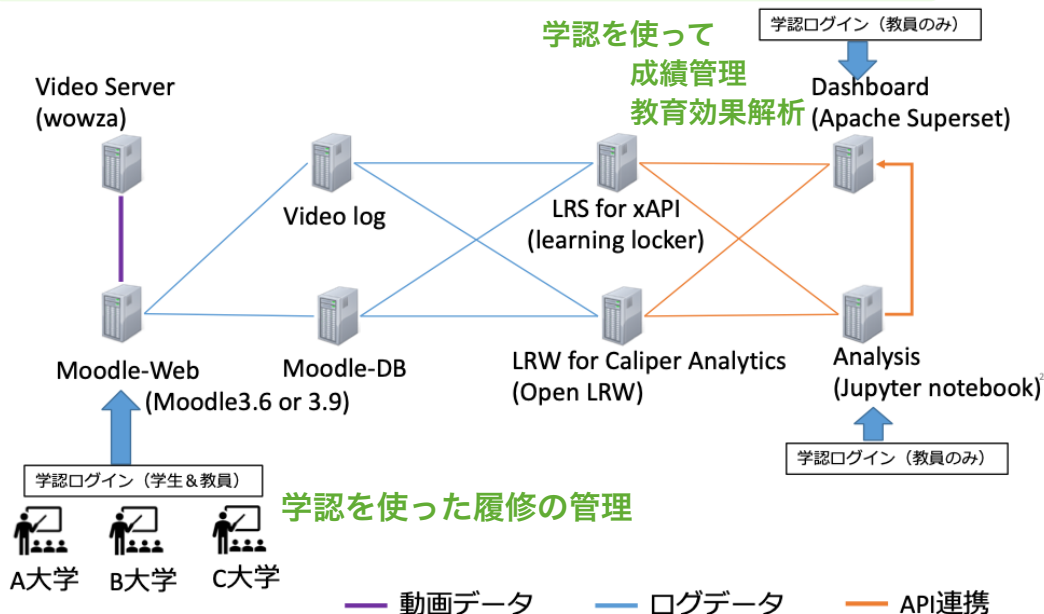 学認ログイン（教員のみ）
学認を使って
成績管理
教育効果解析
Video Server
(wowza)
Dashboard
(Apache Superset)
Video log
LRS for xAPI
(learning locker)
Moodle-Web
(Moodle3.6 or 3.9)
Moodle-DB
LRW for Caliper Analytics
(Open LRW)
Analysis
(Jupyter notebook)2
学認ログイン（学生＆教員）
学認ログイン（教員のみ）
学認を使った履修の管理
A大学
B大学
C大学
動画データ
ログデータ
API連携